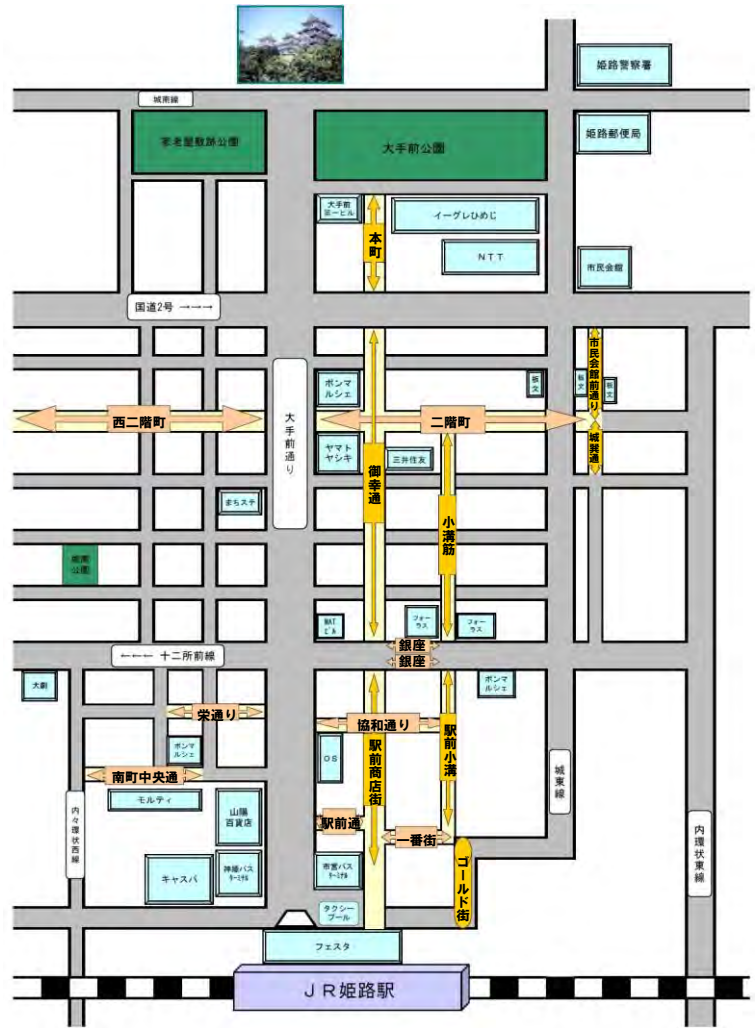 姫路警察署
城南線
家老屋敷跡公園
大手前公園
姫路郵便局
大手前
第一ビル
イーグレひめじ
本町
NTT
市民会館
国道2号 →→→
市民会館前通り
ボンマ
ルシェ
西二階町
大手前通り
二階町
城巽通
ヤマト
ヤシキ
三井住友
御幸通
まちステ
小溝筋
城南
公園
フォー
ラス
フォー
ラス
銀座
←←← 十二所前線
銀座
大劇
ボンマ
ルシェ
栄通り
協和通り
ボンマ
ルシェ
OS
駅前商店街
駅前小溝
南町中央通
城東線
モルティ
山陽
百貨店
駅前通
一番街
内々環状西線
内環状東線
キャスパ
神姫バス
ターミナル
市営バス
ターミナル
ゴールド街
タクシー
プール
フェスタ
JR姫路駅